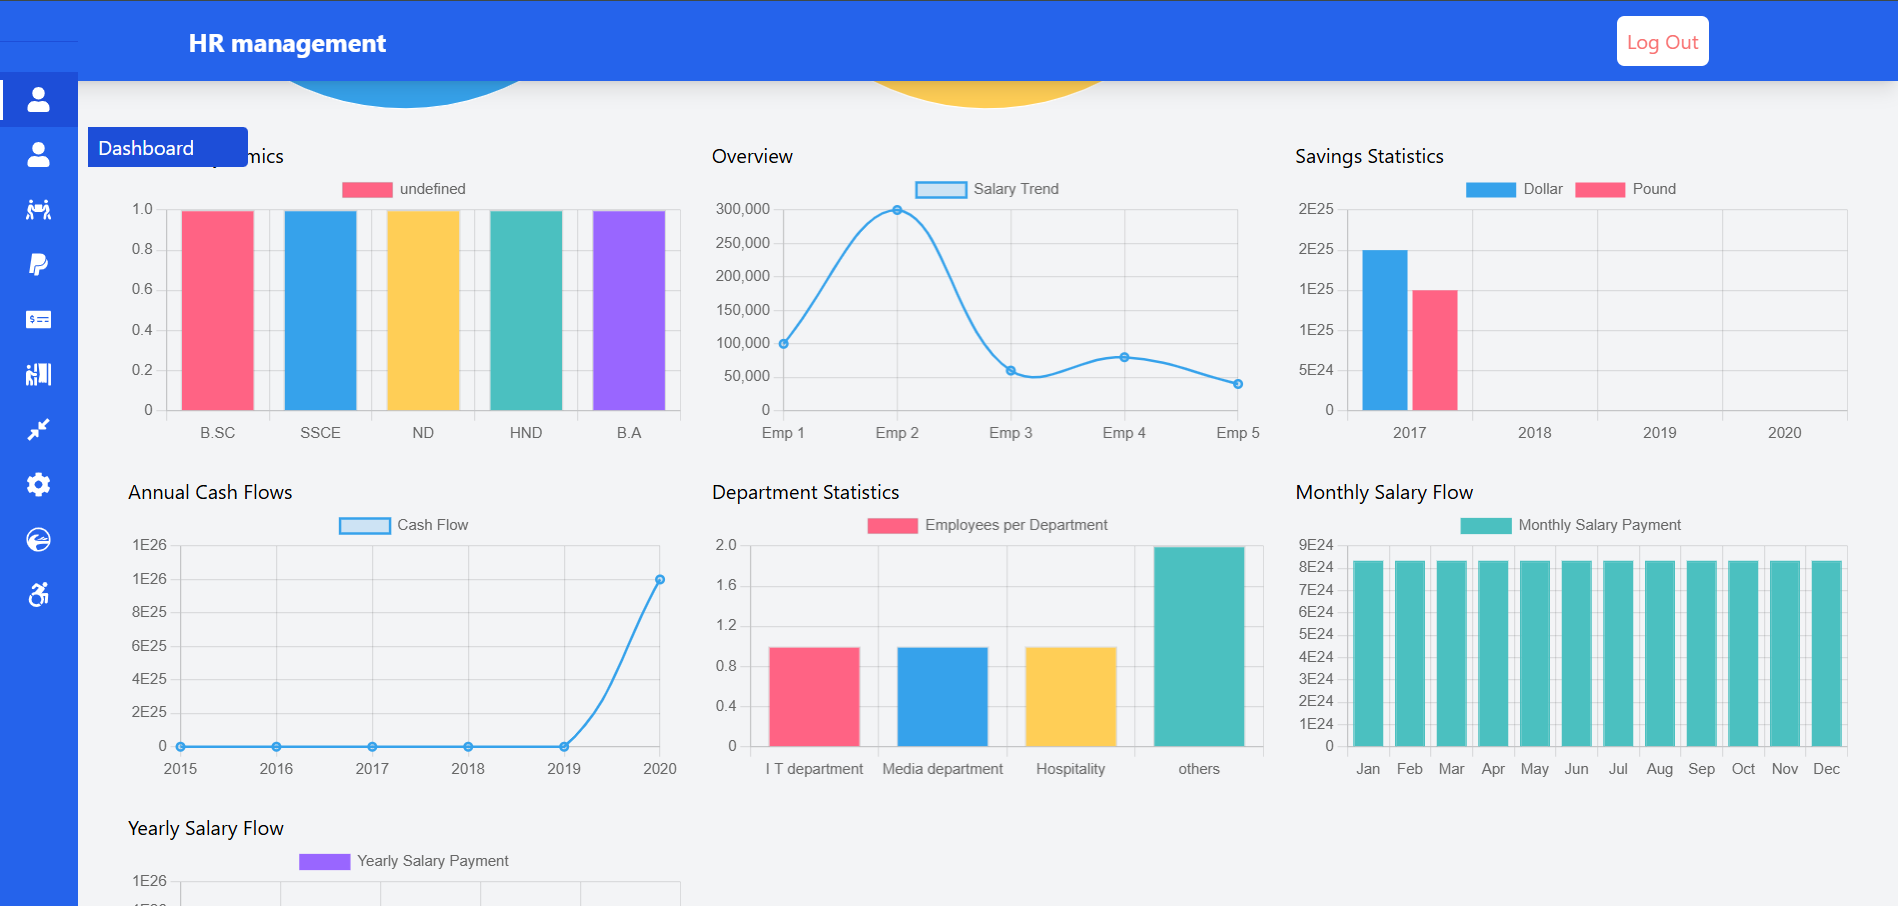 HR management
Log Out
Dashboard
mics
undefined
1.0
0.8
0.6
0.4
0.2
0
B.SC SSCE ND HND B.A
Overview
Salary Trend
300,000
250,000
200,000
150,000
100,000
50,000
0
Emp 1 Emp 2 Emp 3 Emp 4 Emp 5
Savings Statistics
Dollar Pound
2E25
2E25
1E25
1E25
5E24
0
2017 2018 2019 2020
Annual Cash Flows
Cash Flow
1E26
1E26
8E25
6E25
4E25
2E25
0
2015 2016 2017 2018 2019 2020
Department Statistics
Employees per Department
2.0
1.6
1.2
0.8
0.4
0
I T department Media department Hospitality others
Monthly Salary Flow
Monthly Salary Payment
9E24
8E24
7E24
6E24
5E24
4E24
3E24
2E24
1E24
0
Jan Feb Mar Apr May Jun Jul Aug Sep Oct Nov Dec
Yearly Salary Flow
Yearly Salary Payment
1E26